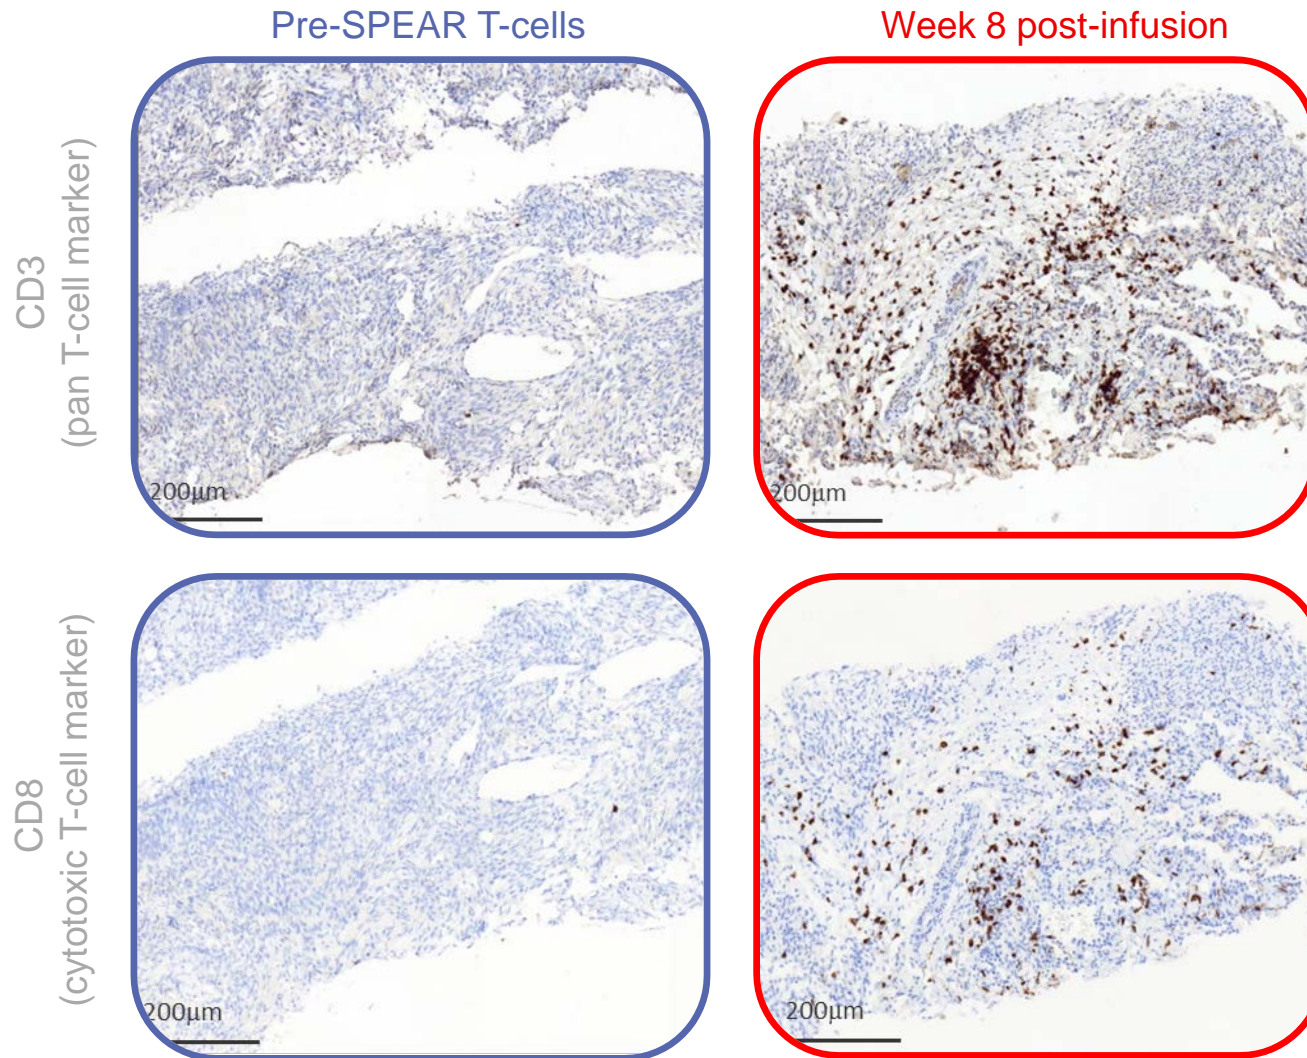 Pre-SPEAR T-cells
Week 8 post-infusion
CD3
(pan T-cell marker)
200µm
200µm
CD8
(cytotoxic T-cell marker)
200µm
200µm